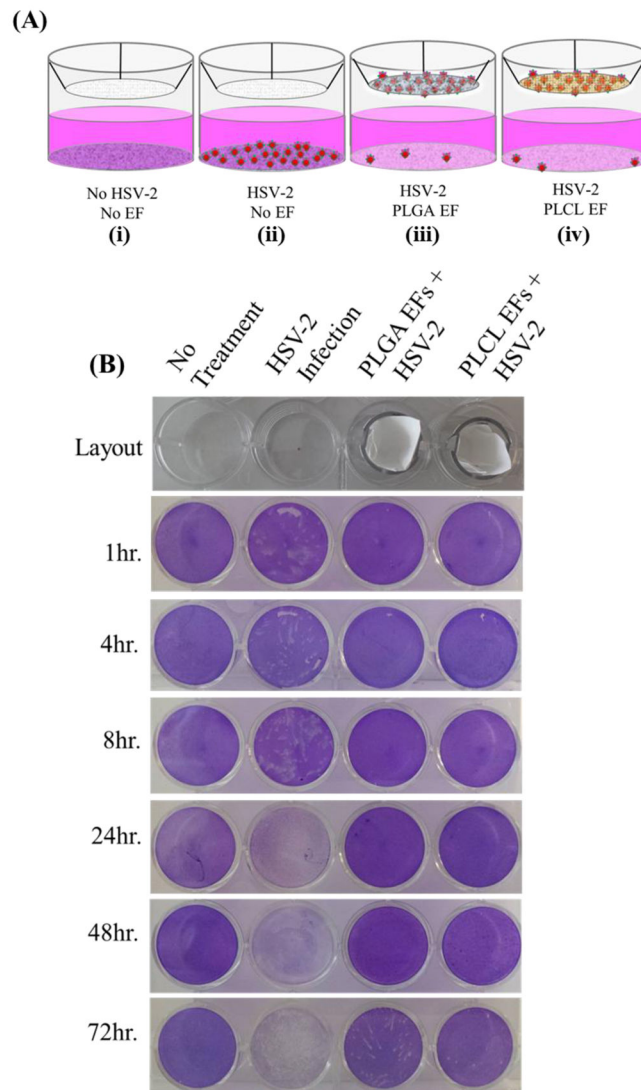 (A)
No HSV-2
No EF
(i)
HSV-2
No EF
(ii)
HSV-2
PLGA EF
(iii)
HSV-2
PLCL EF
(iv)
(B)
No
Treatment
HSV-2
Infection
PLGA EFs +
HSV-2
PLCL EFs +
HSV-2
Layout
1hr.
4hr.
8hr.
24hr.
48hr.
72hr.